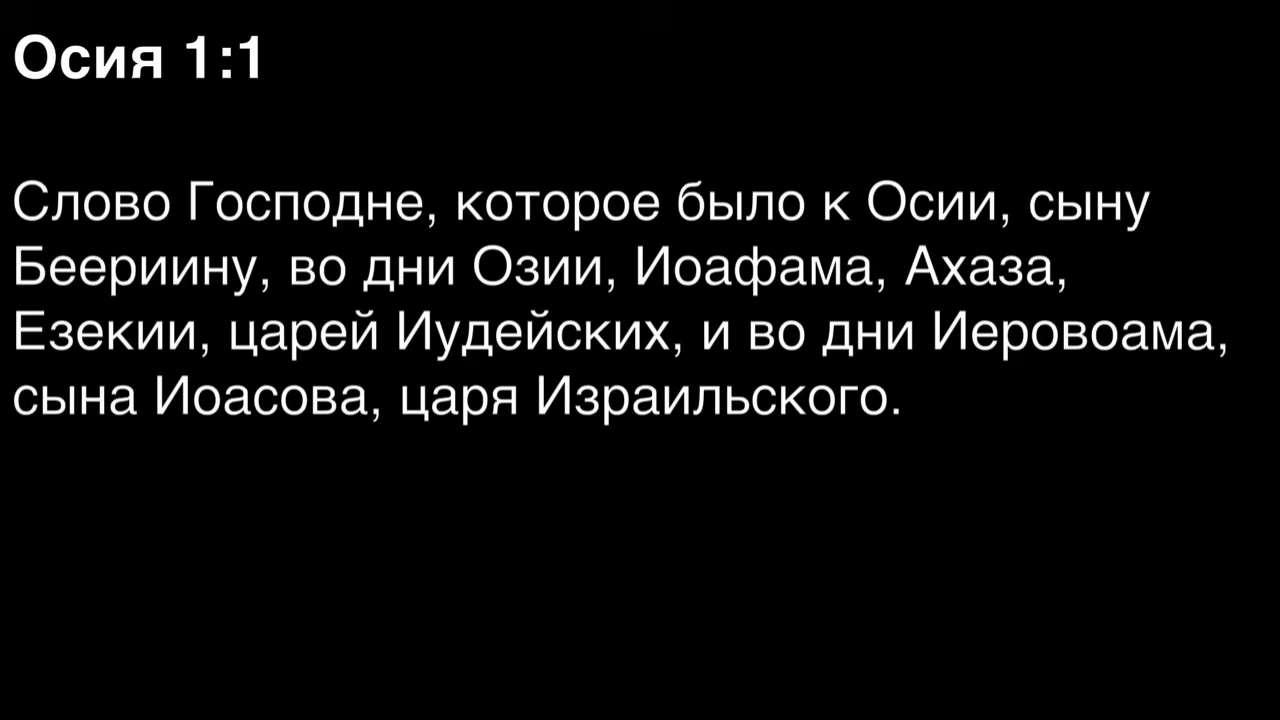 Осия 1:1
Слово Господне, которое было к Осии, сыну
Беериину, во дни Озии, Иоафама, Ахаза,
Езекии, царей Иудейских, и во дни Иеровоама,
сына Иоасова, царя Израильского.